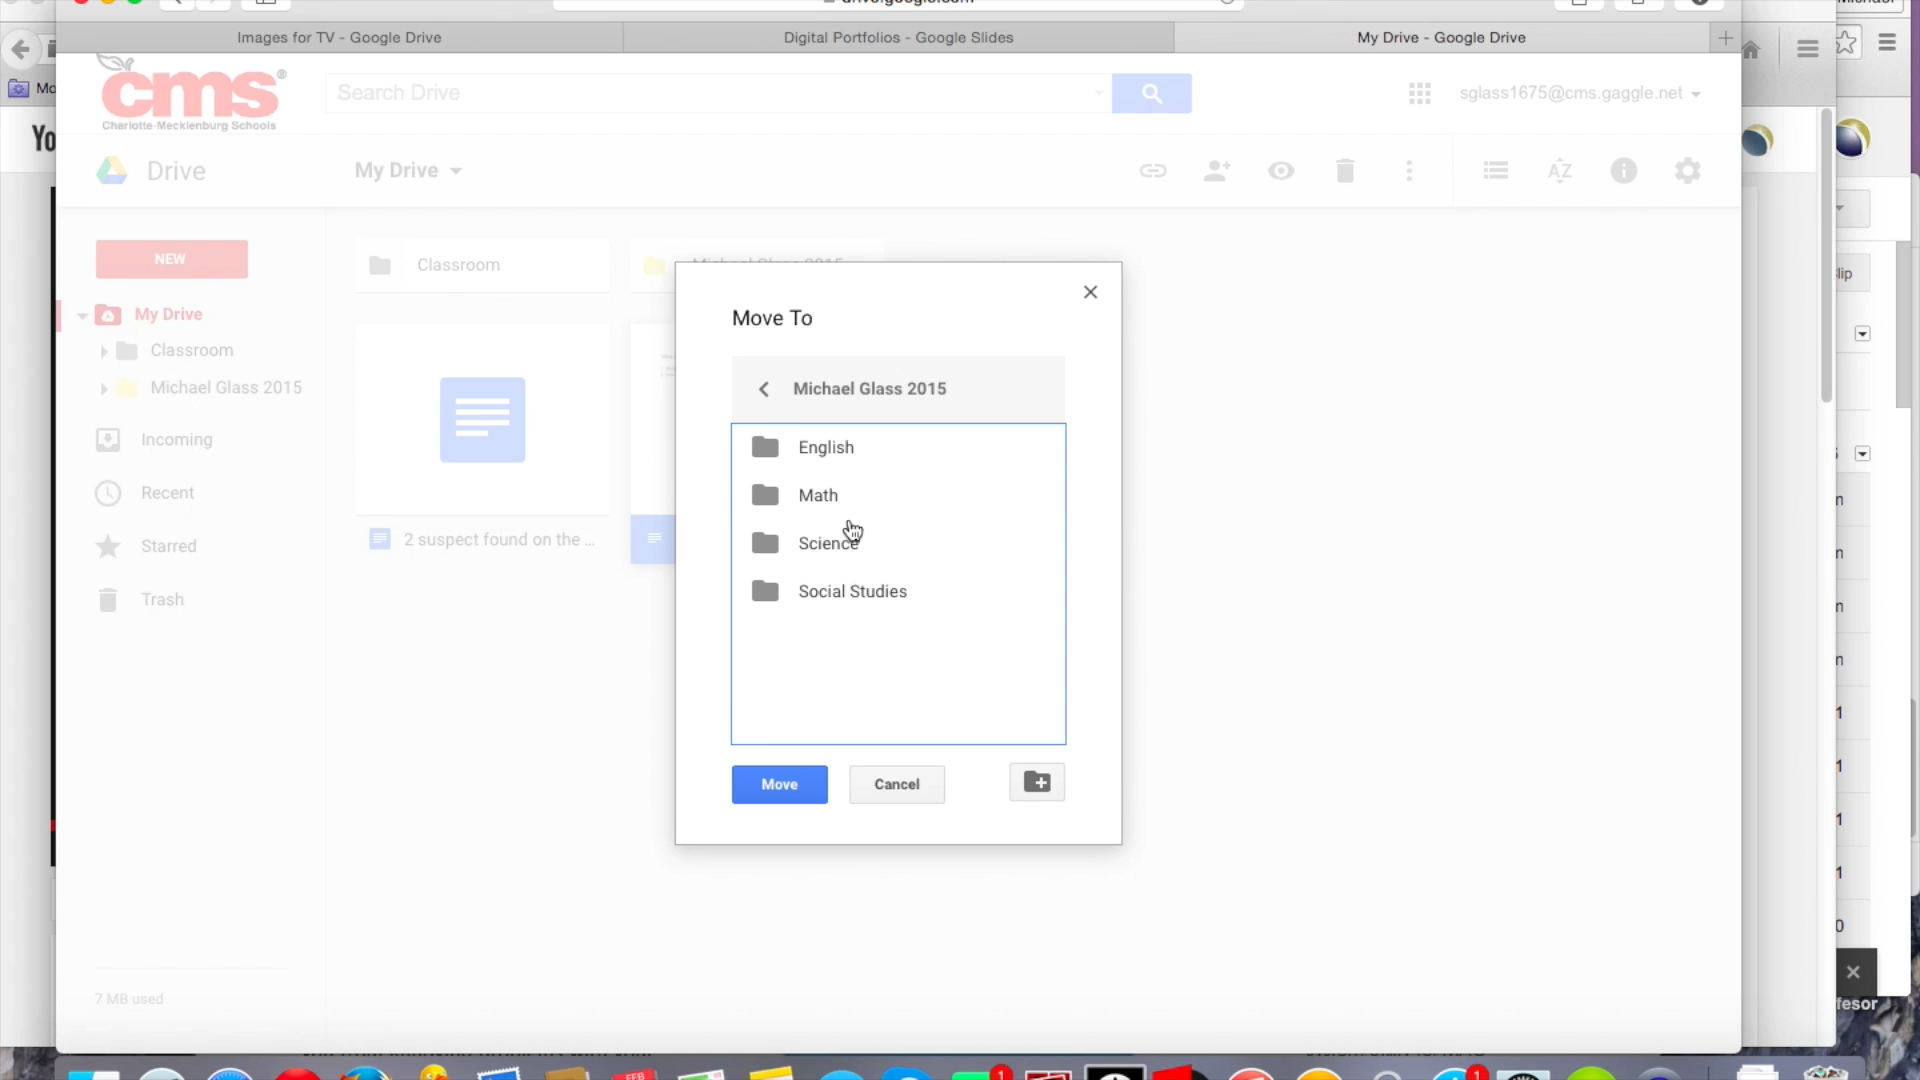 Images for TV - Google Drive
Digital Portfolios - Google Slides
My Drive - Google Drive
cms®
Charlotte-Mecklenburg Schools
Search Drive
sglass1675@cms.gaggle.net
Drive
My Drive
NEW
My Drive
Classroom
Michael Glass 2015
Incoming
Recent
Starred
Trash
7 MB used
Classroom
2 suspect found on the ...
Move To
Michael Glass 2015
English
Math
Science
Social Studies
Move
Cancel
FEB
1
1